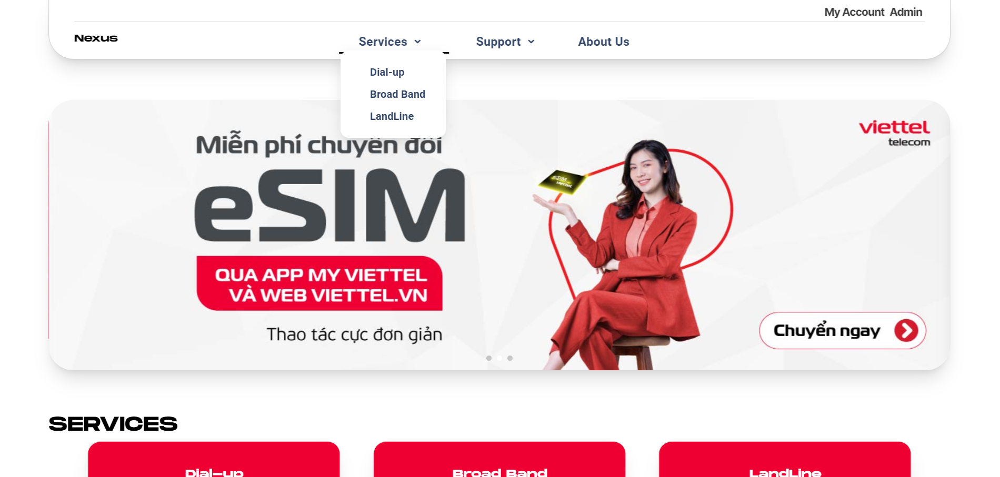 My Account Admin
Nexus
Services
Support
About Us
Dial-up
Broad Band
LandLine
viettel
telecom
Miễn phí chuyển đổi
eSIM
eSIM
viettel
QUA APP MY VIETTEL
VÀ WEB VIETTEL.VN
Thao tác cực đơn giản
Chuyển ngay
SERVICES
Dial-up
Broad Band
LandLine